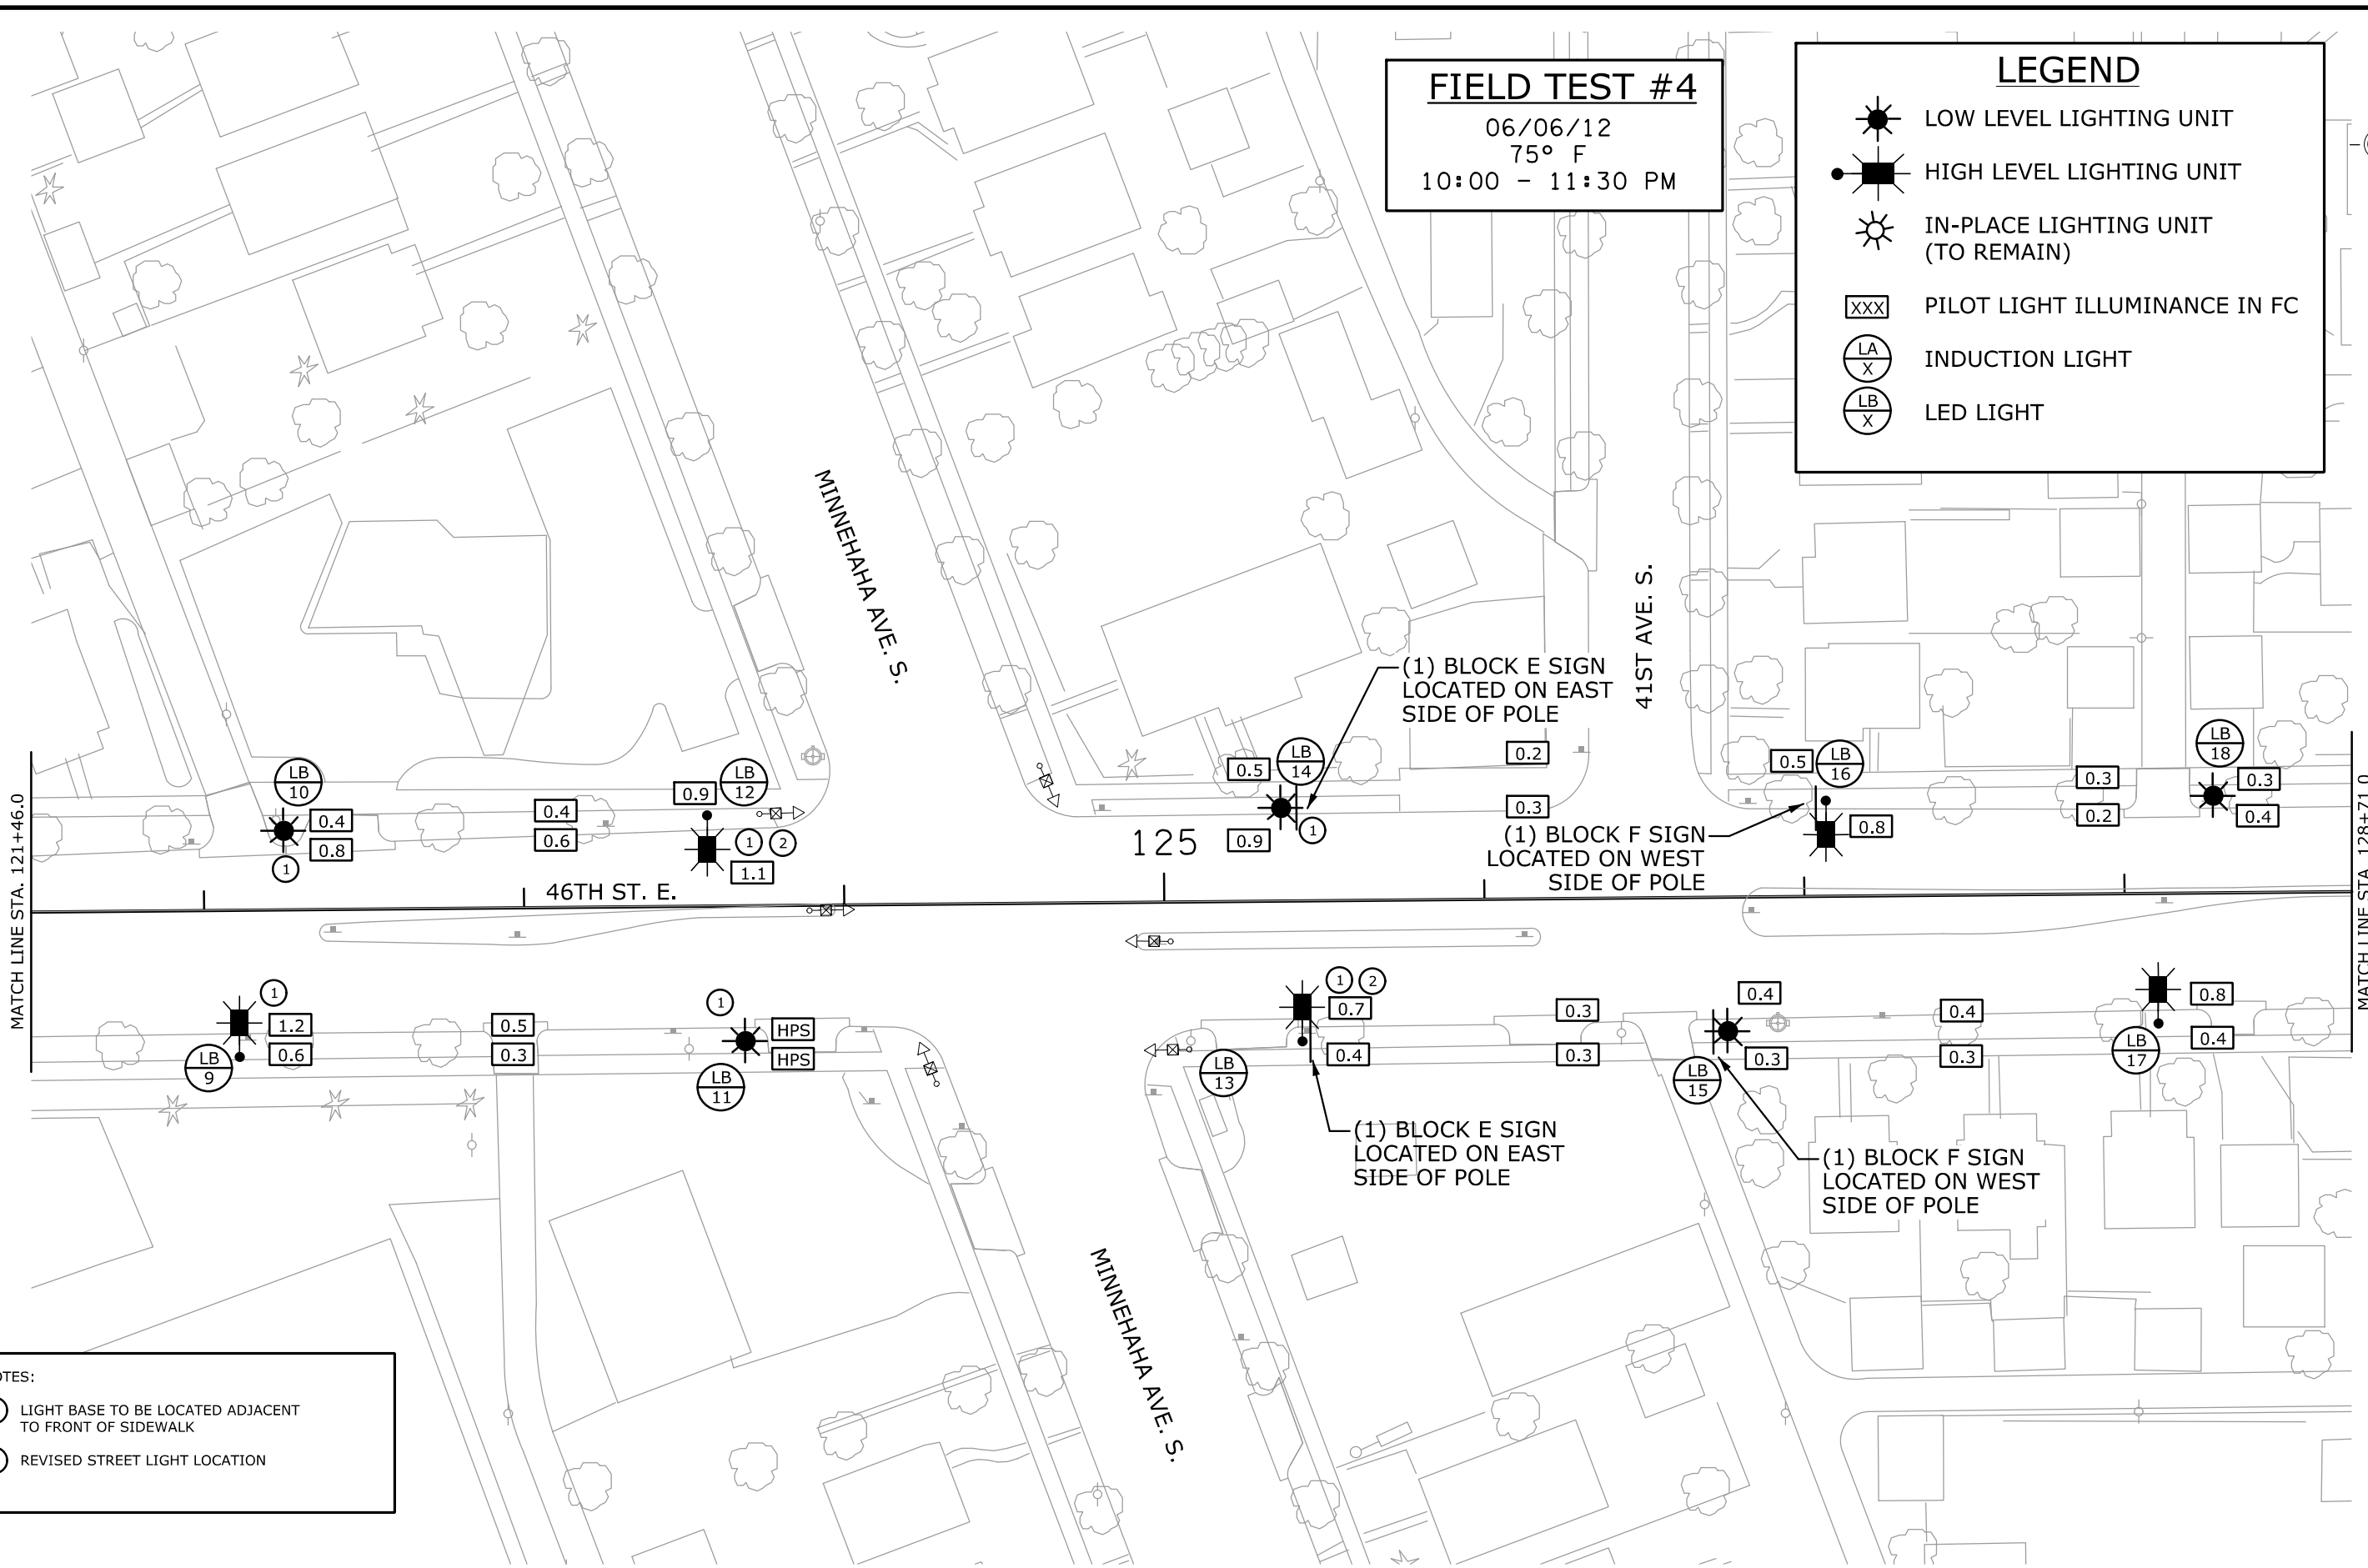 FIELD TEST #4
06/06/12
75° F
10:00 - 11:30 PM
LEGEND
LOW LEVEL LIGHTING UNIT
HIGH LEVEL LIGHTING UNIT
IN-PLACE LIGHTING UNIT
(TO REMAIN)
XXX PILOT LIGHT ILLUMINANCE IN FC
LA
X
INDUCTION LIGHT
LB
X
LED LIGHT
MINNEHAHA AVE. S.
41ST AVE. S.
(1) BLOCK E SIGN
LOCATED ON EAST
SIDE OF POLE
MATCH LINE STA. 121+46.0
MATCH LINE STA. 128+71.0
LB
10
0.4
0.8
1
0.4
0.6
0.9
LB
12
1 2
1.1
0.5
LB
14
0.9
1
0.2
0.3
125
(1) BLOCK F SIGN
LOCATED ON WEST
SIDE OF POLE
0.5
LB
16
0.8
0.3
0.2
LB
18
0.3
0.4
46TH ST. E.
1
1.2
0.6
LB
9
0.5
0.3
1
HPS
HPS
LB
11
LB
13
1 2
0.7
0.4
0.3
0.3
0.4
0.3
LB
15
0.4
0.3
0.8
0.4
LB
17
(1) BLOCK E SIGN
LOCATED ON EAST
SIDE OF POLE
(1) BLOCK F SIGN
LOCATED ON WEST
SIDE OF POLE
MINNEHAHA AVE. S.
OTES:
LIGHT BASE TO BE LOCATED ADJACENT
TO FRONT OF SIDEWALK
REVISED STREET LIGHT LOCATION